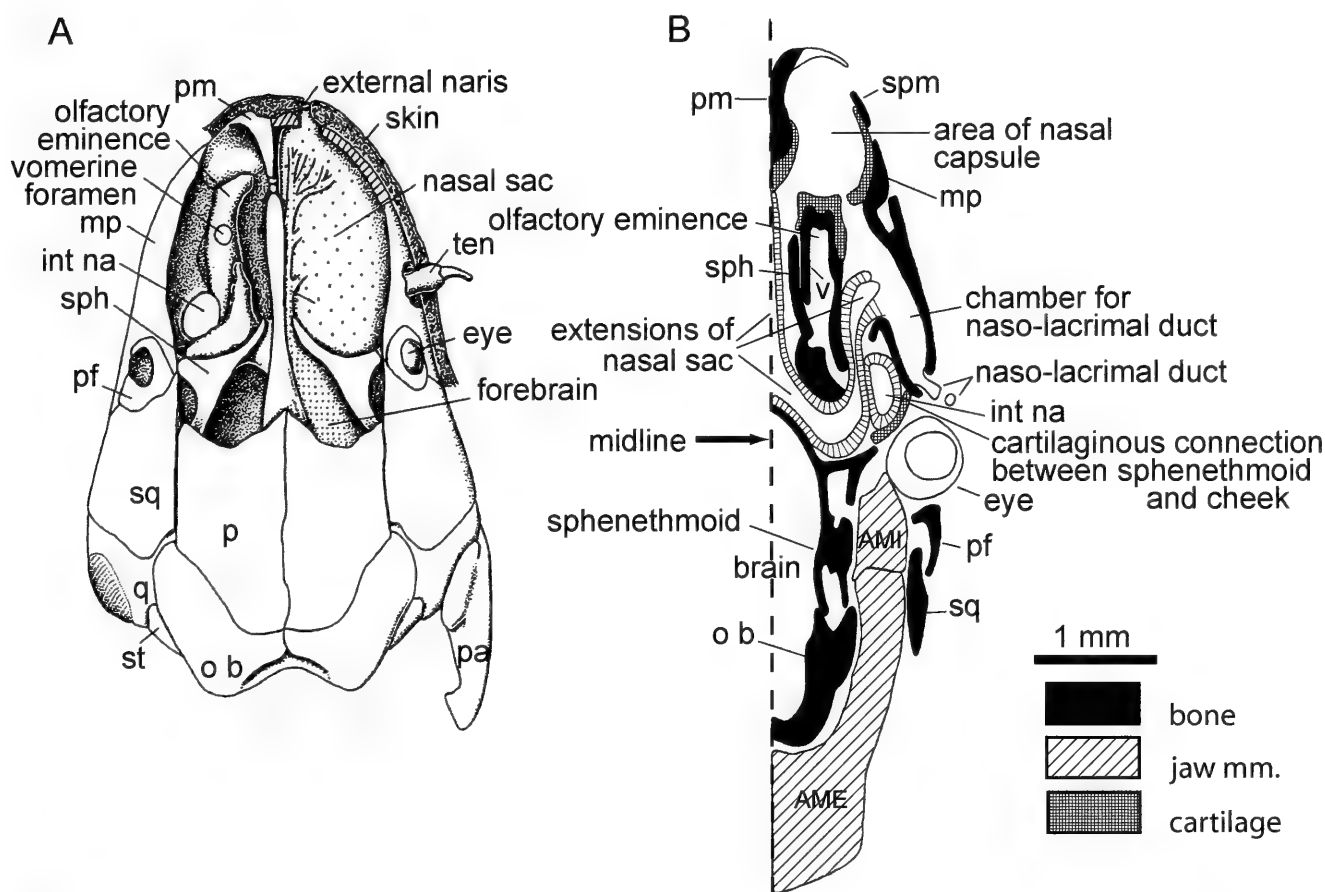 A
pm
external naris
olfactory
eminence
skin
vomerine
foramen
nasal sac
mp
ten
int na
sph
eye
pf
forebrain
sq
p
q
st
o b
pa
B
pm
spm
area of nasal
capsule
mp
olfactory eminence
sph
v
chamber for
naso-lacrimal duct
extensions of
nasal sac
naso-lacrimal duct
int na
midline
cartilaginous connection
between sphenethmoid
and cheek
eye
sphenethmoid
AMI
pf
brain
sq
o b
AME
1 mm
bone
jaw mm.
cartilage